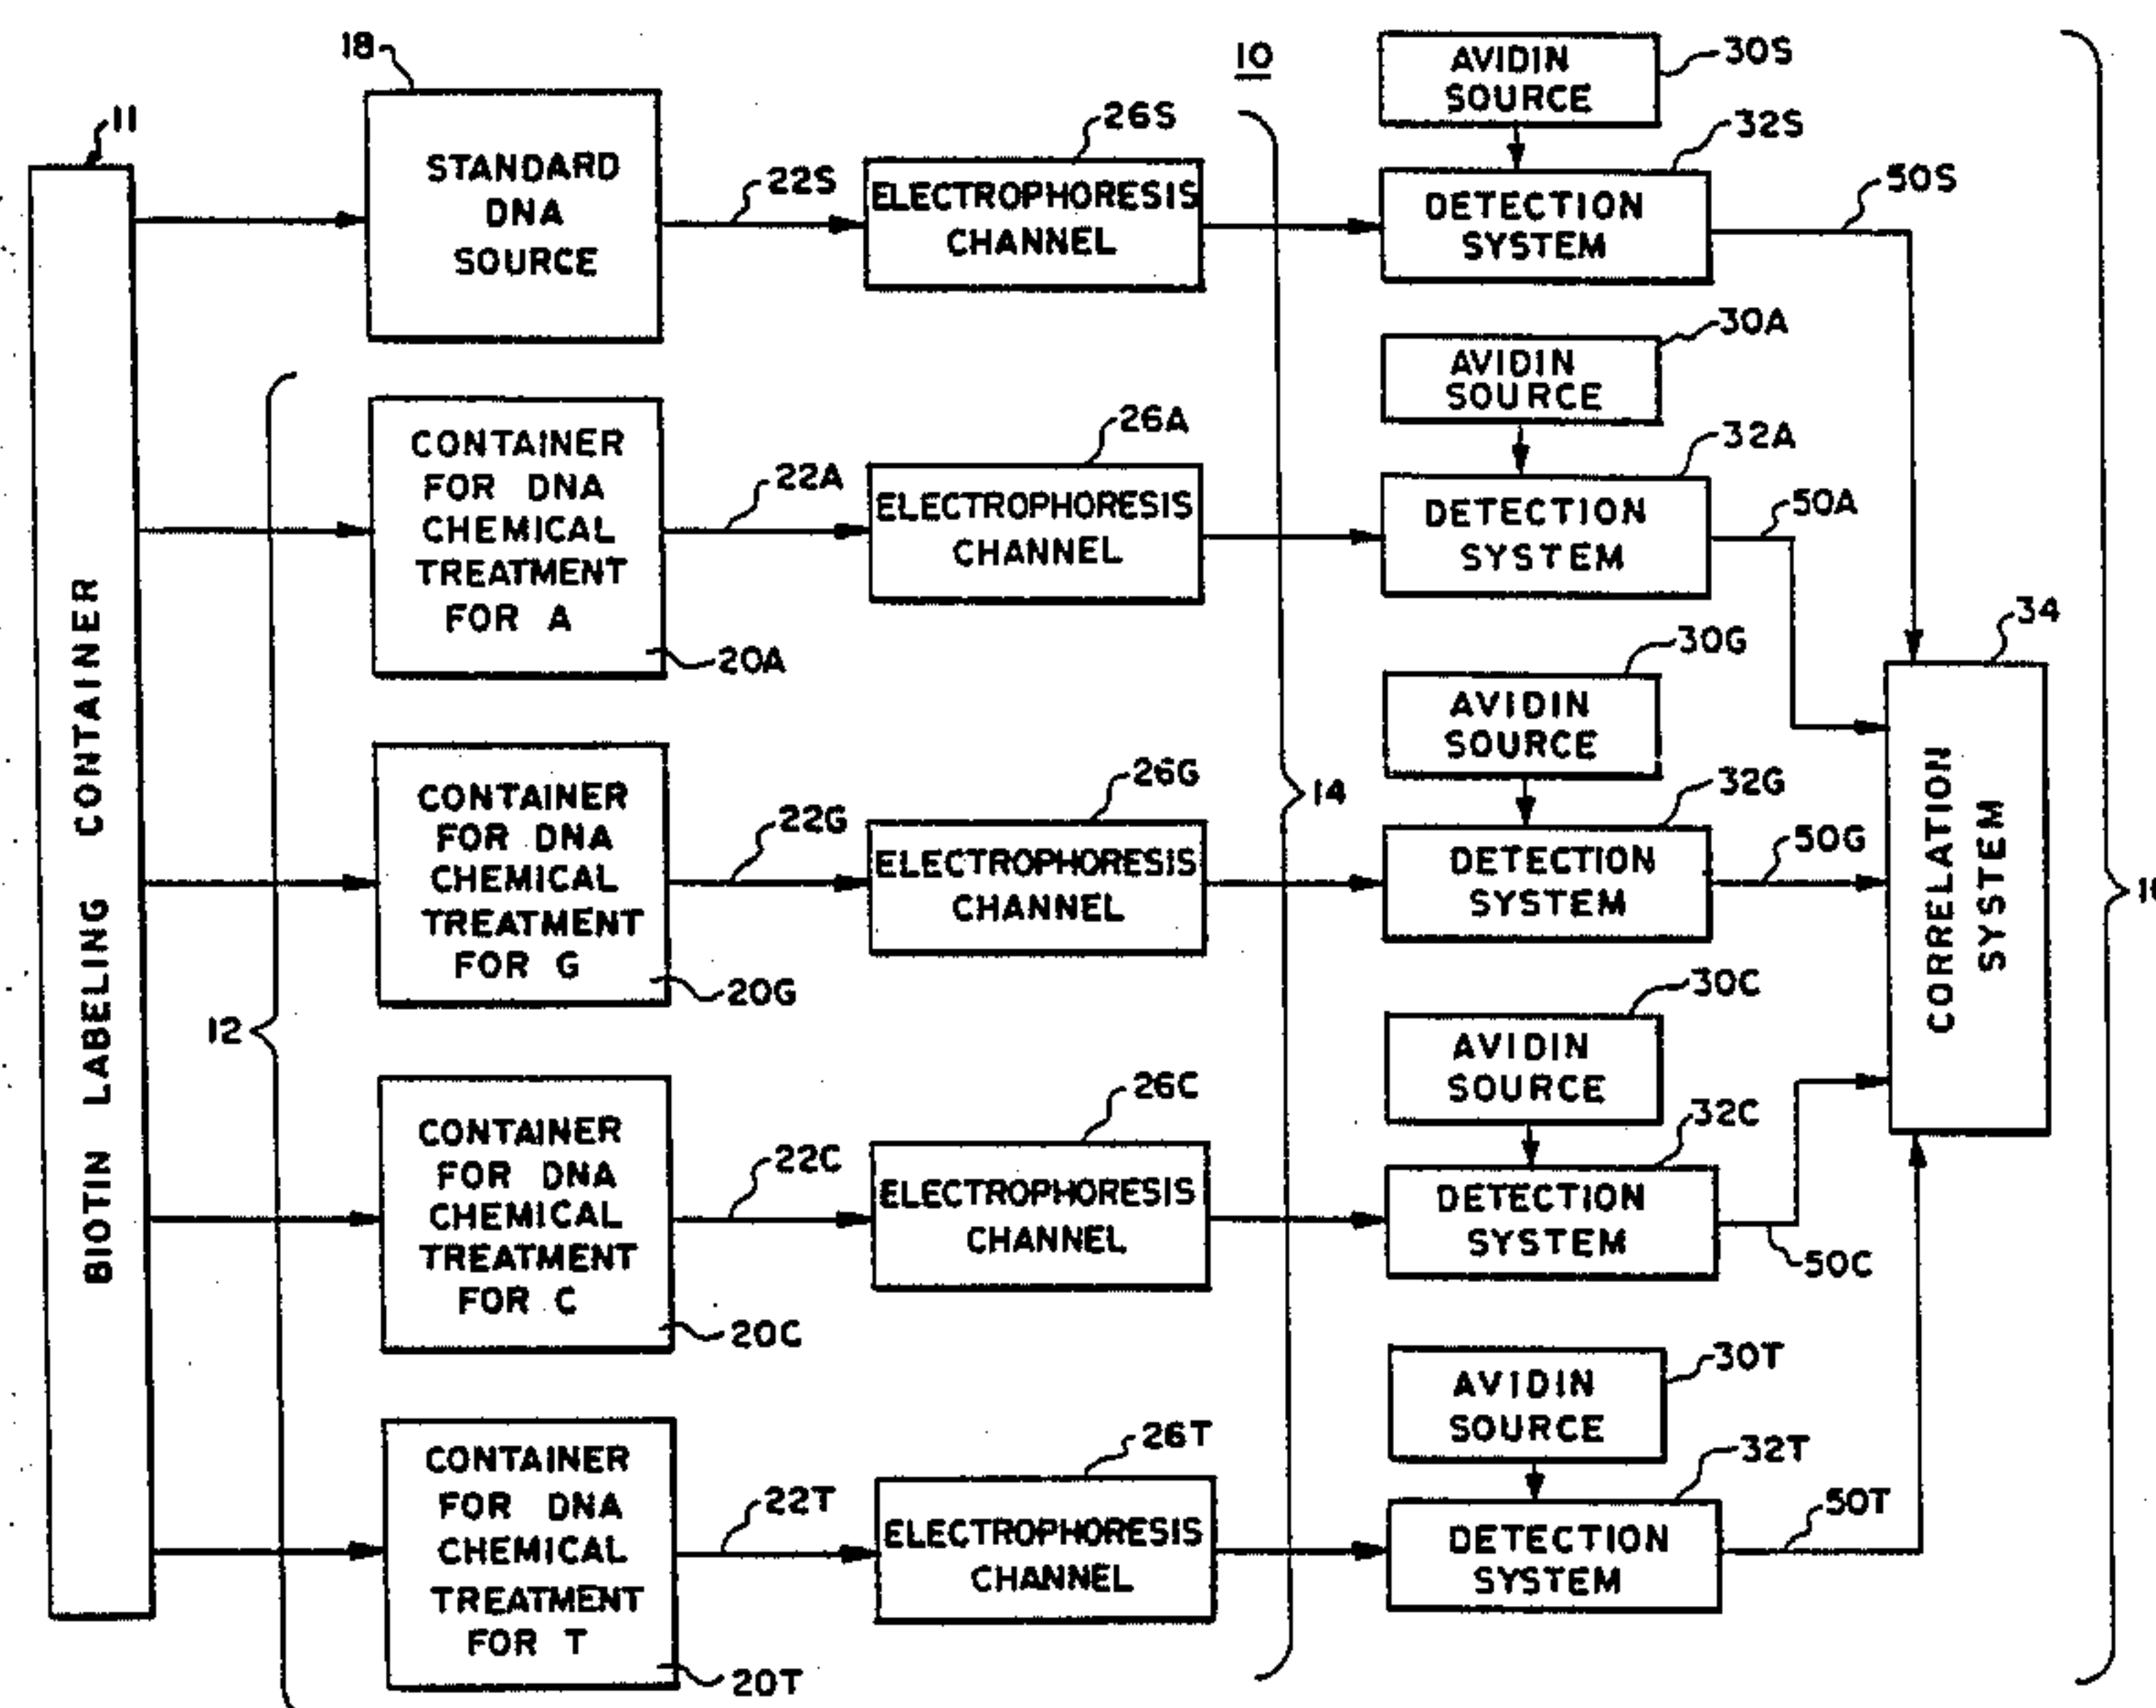 18
10
AVIDIN
SOURCE
30S
11
26S
32S
STANDARD
DNA
SOURCE
22S
ELECTROPHORESIS
CHANNEL
DETECTION
SYSTEM
50S
AVIDIN
SOURCE
30A
CONTAINER
FOR DNA
CHEMICAL
TREATMENT
FOR A
20A
22A
26A
ELECTROPHORESIS
CHANNEL
32A
DETECTION
SYSTEM
50A
34
AVIDIN
SOURCE
30G
CONTAINER
FOR DNA
CHEMICAL
TREATMENT
FOR G
20G
22G
26G
ELECTROPHORESIS
CHANNEL
14
32G
DETECTION
SYSTEM
50G
CORRELATION
SYSTEM
BIOTIN LABELING CONTAINER
12
AVIDIN
SOURCE
30C
CONTAINER
FOR DNA
CHEMICAL
TREATMENT
FOR C
20C
22C
26C
ELECTROPHORESIS
CHANNEL
32C
DETECTION
SYSTEM
50C
AVIDIN
SOURCE
30T
CONTAINER
FOR DNA
CHEMICAL
TREATMENT
FOR T
20T
22T
26T
ELECTROPHORESIS
CHANNEL
32T
DETECTION
SYSTEM
50T